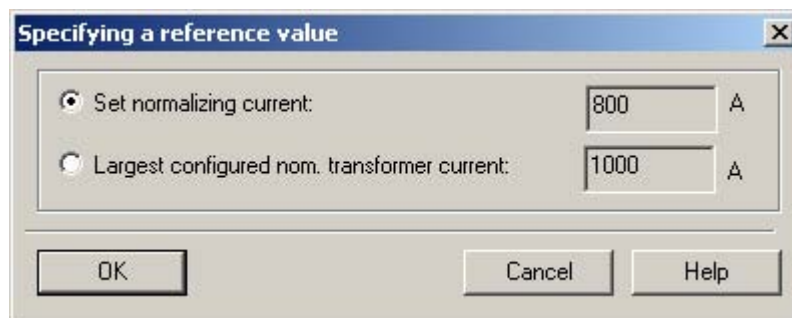 Specifying a reference value
Set normalizing current: 800 A
Largest configured nom. transformer current: 1000 A
OK Cancel Help